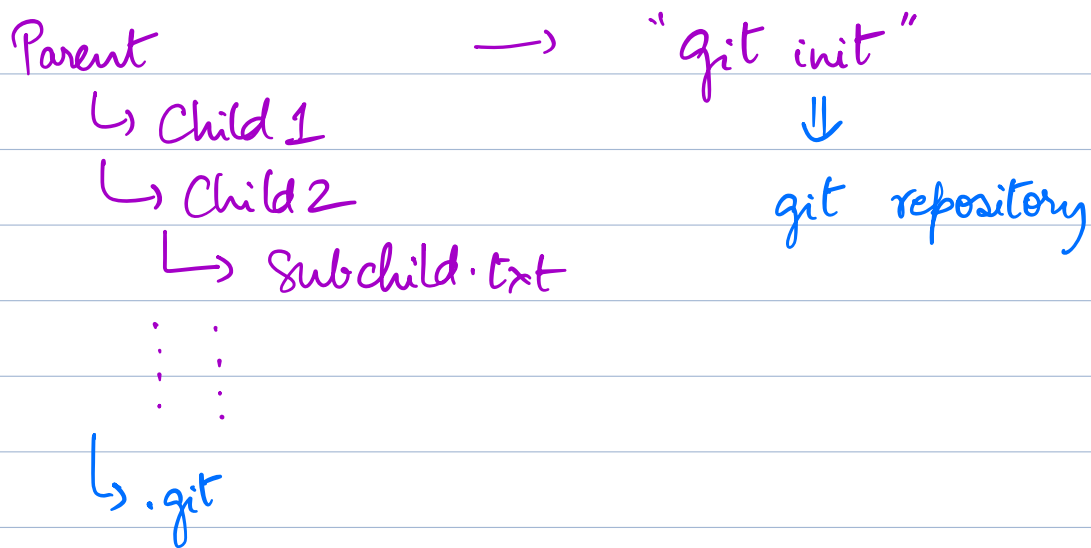 Parent → "git init"
↳ Child 1 ⇓
↳ Child 2 git repository
↳ Subchild.txt
↳ .git